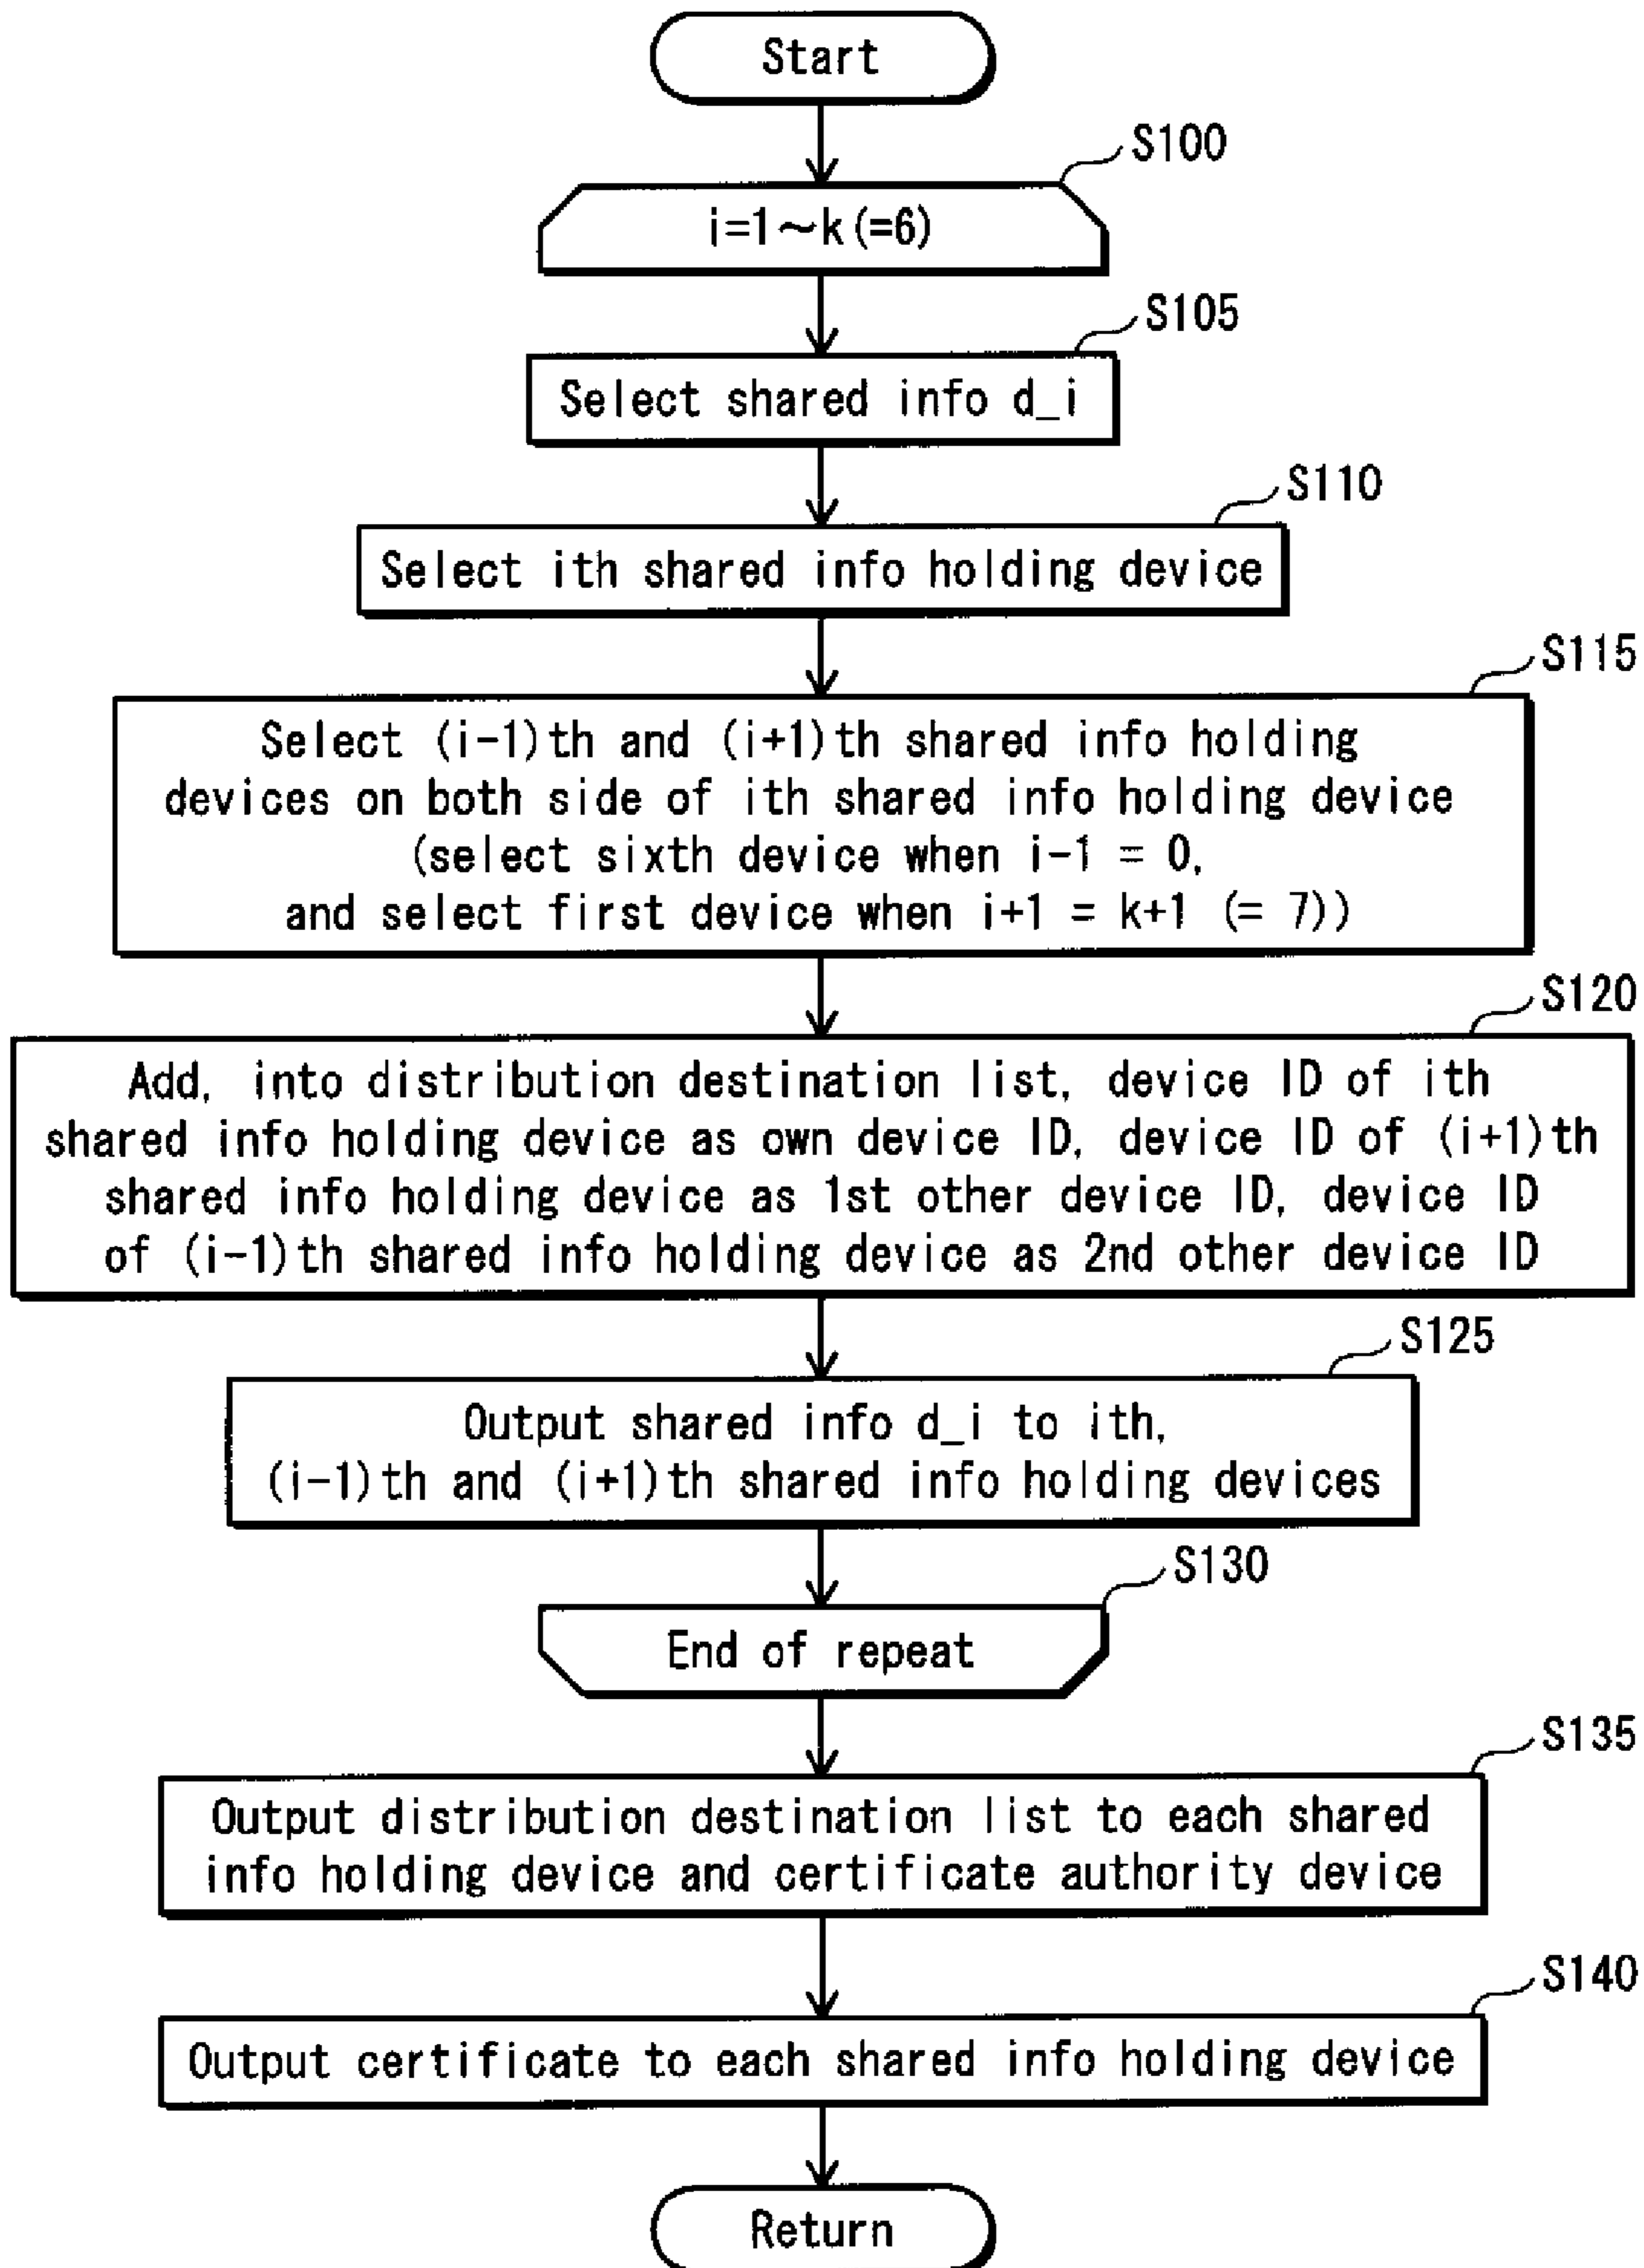 Start
S100
i=1~k(=6)
S105
Select shared info d_i
S110
Select ith shared info holding device
S115
Select (i-1)th and (i+1)th shared info holding
devices on both side of ith shared info holding device
(select sixth device when i-1 = 0,
and select first device when i+1 = k+1 (= 7))
S120
Add, into distribution destination list, device ID of ith
shared info holding device as own device ID, device ID of (i+1)th
shared info holding device as 1st other device ID, device ID
of (i-1)th shared info holding device as 2nd other device ID
S125
Output shared info d_i to ith,
(i-1)th and (i+1)th shared info holding devices
S130
End of repeat
S135
Output distribution destination list to each shared
info holding device and certificate authority device
S140
Output certificate to each shared info holding device
Return